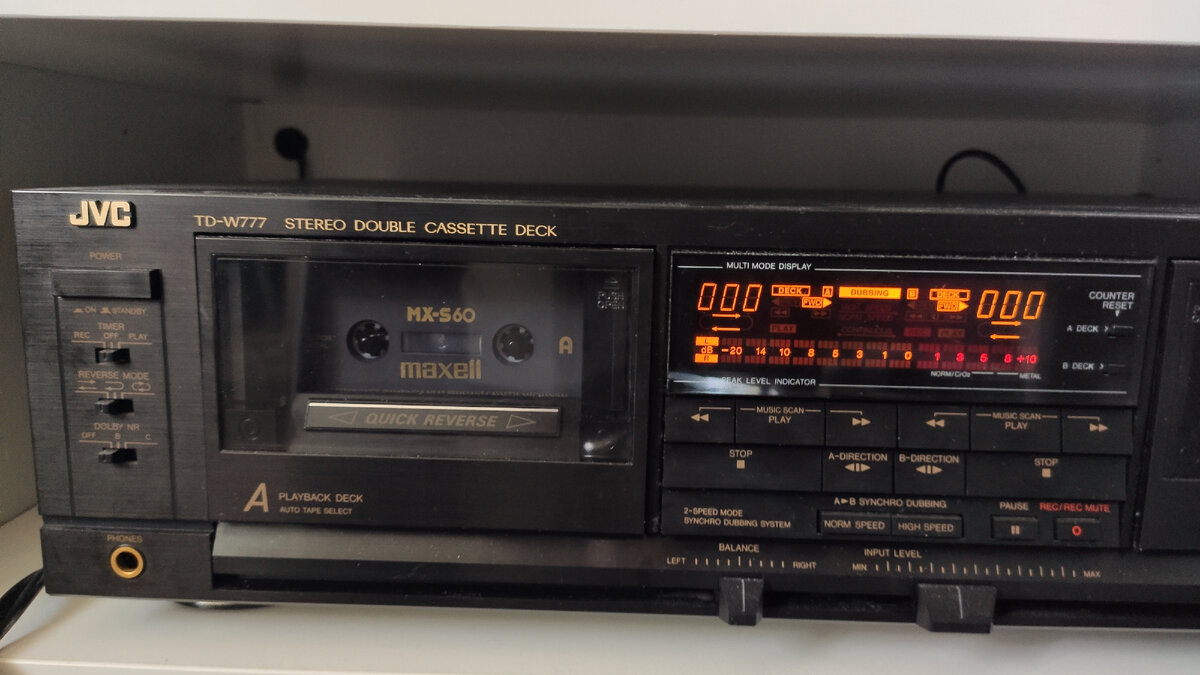 JVC
TD-W777 STEREO DOUBLE CASSETTE DECK
POWER
ON STANDBY
TIMER
REC OFF PLAY
REVERSE MODE
DOLBY NR
OFF B C
PHONES
MX-S60
A
maxell
QUICK REVERSE
A PLAYBACK DECK
AUTO TAPE SELECT
MULTI MODE DISPLAY
000 DECK A DUBBING B DECK 000
FWD FWD
PLAY CONTINUOUS REC PLAY
L
dB -20 14 10 8 5 3 1 0 1 3 5 8 +10
R
NORM/CrO2 METAL
PEAK LEVEL INDICATOR
COUNTER
RESET
A DECK
B DECK
MUSIC SCAN
PLAY
MUSIC SCAN
PLAY
STOP
A-DIRECTION
B-DIRECTION
STOP
2-SPEED MODE
SYNCHRO DUBBING SYSTEM
A►B SYNCHRO DUBBING
NORM SPEED HIGH SPEED
PAUSE REC/REC MUTE
BALANCE
LEFT RIGHT
INPUT LEVEL
MIN MAX